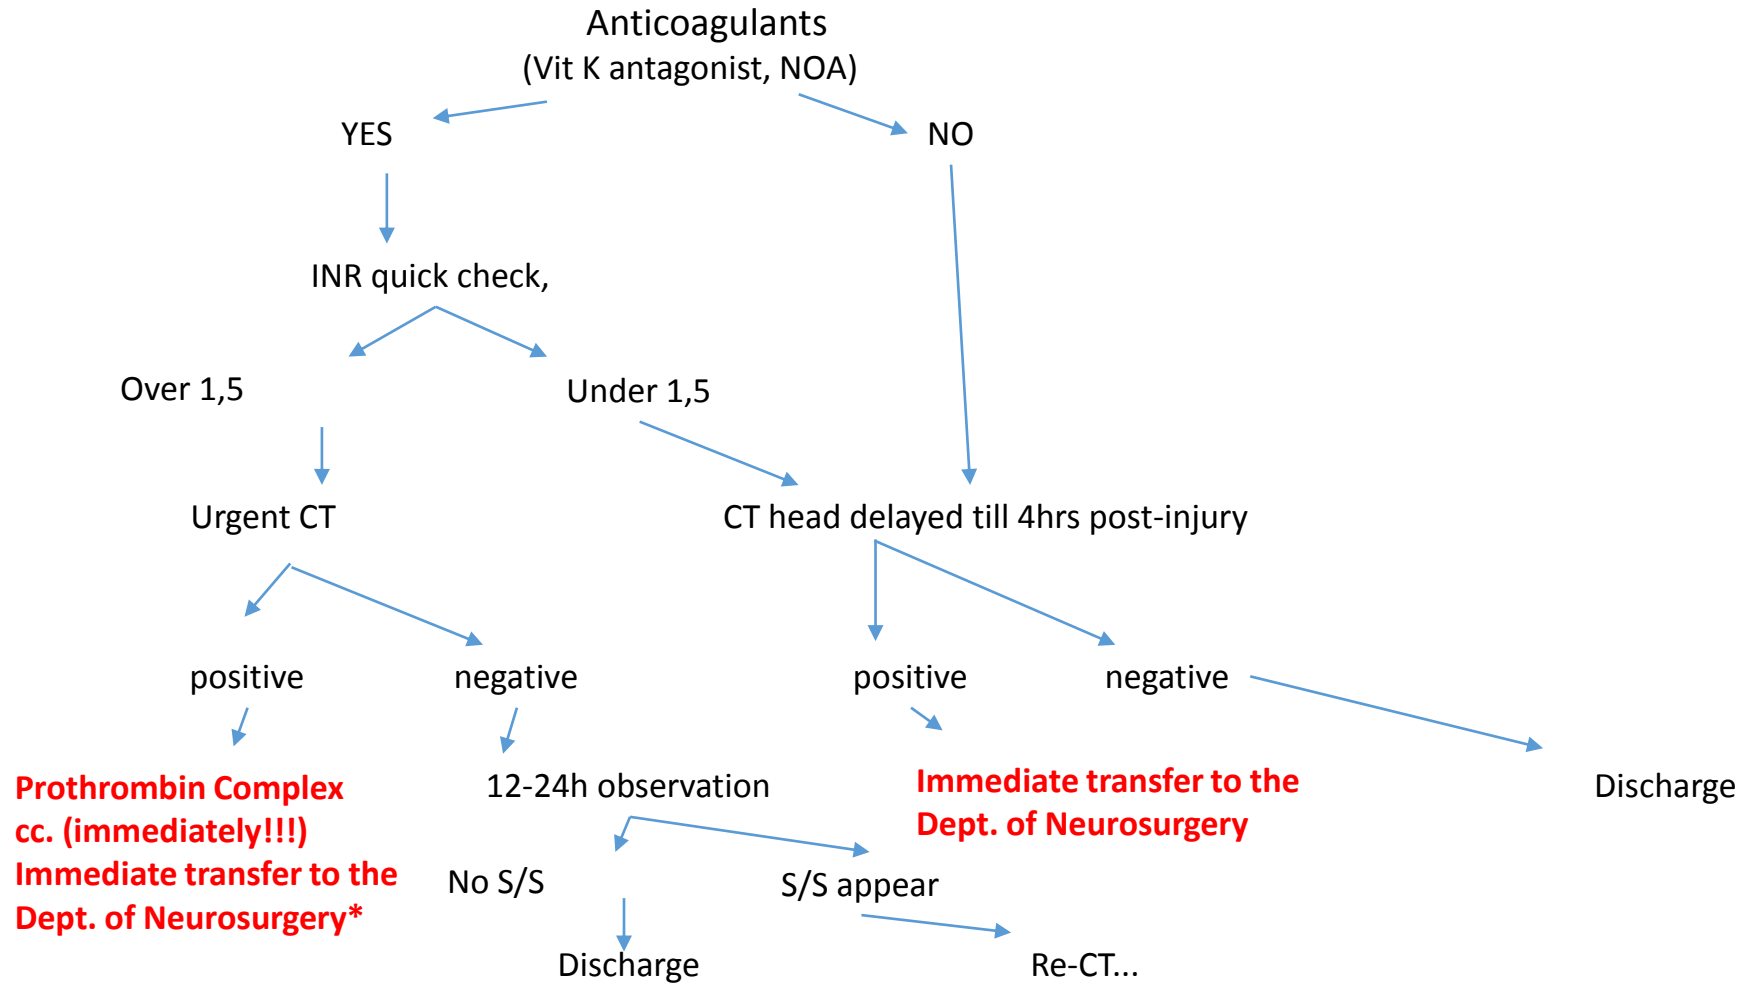 Anticoagulants
(Vit K antagonist, NOA)
YES
NO
INR quick check,
Over 1,5
Under 1,5
Urgent CT
CT head delayed till 4hrs post-injury
positive
negative
positive
negative
Prothrombin Complex
cc. (immediately!!!)
Immediate transfer to the
Dept. of Neurosurgery*
12-24h observation
Immediate transfer to the
Dept. of Neurosurgery
Discharge
No S/S
S/S appear
Discharge
Re-CT...